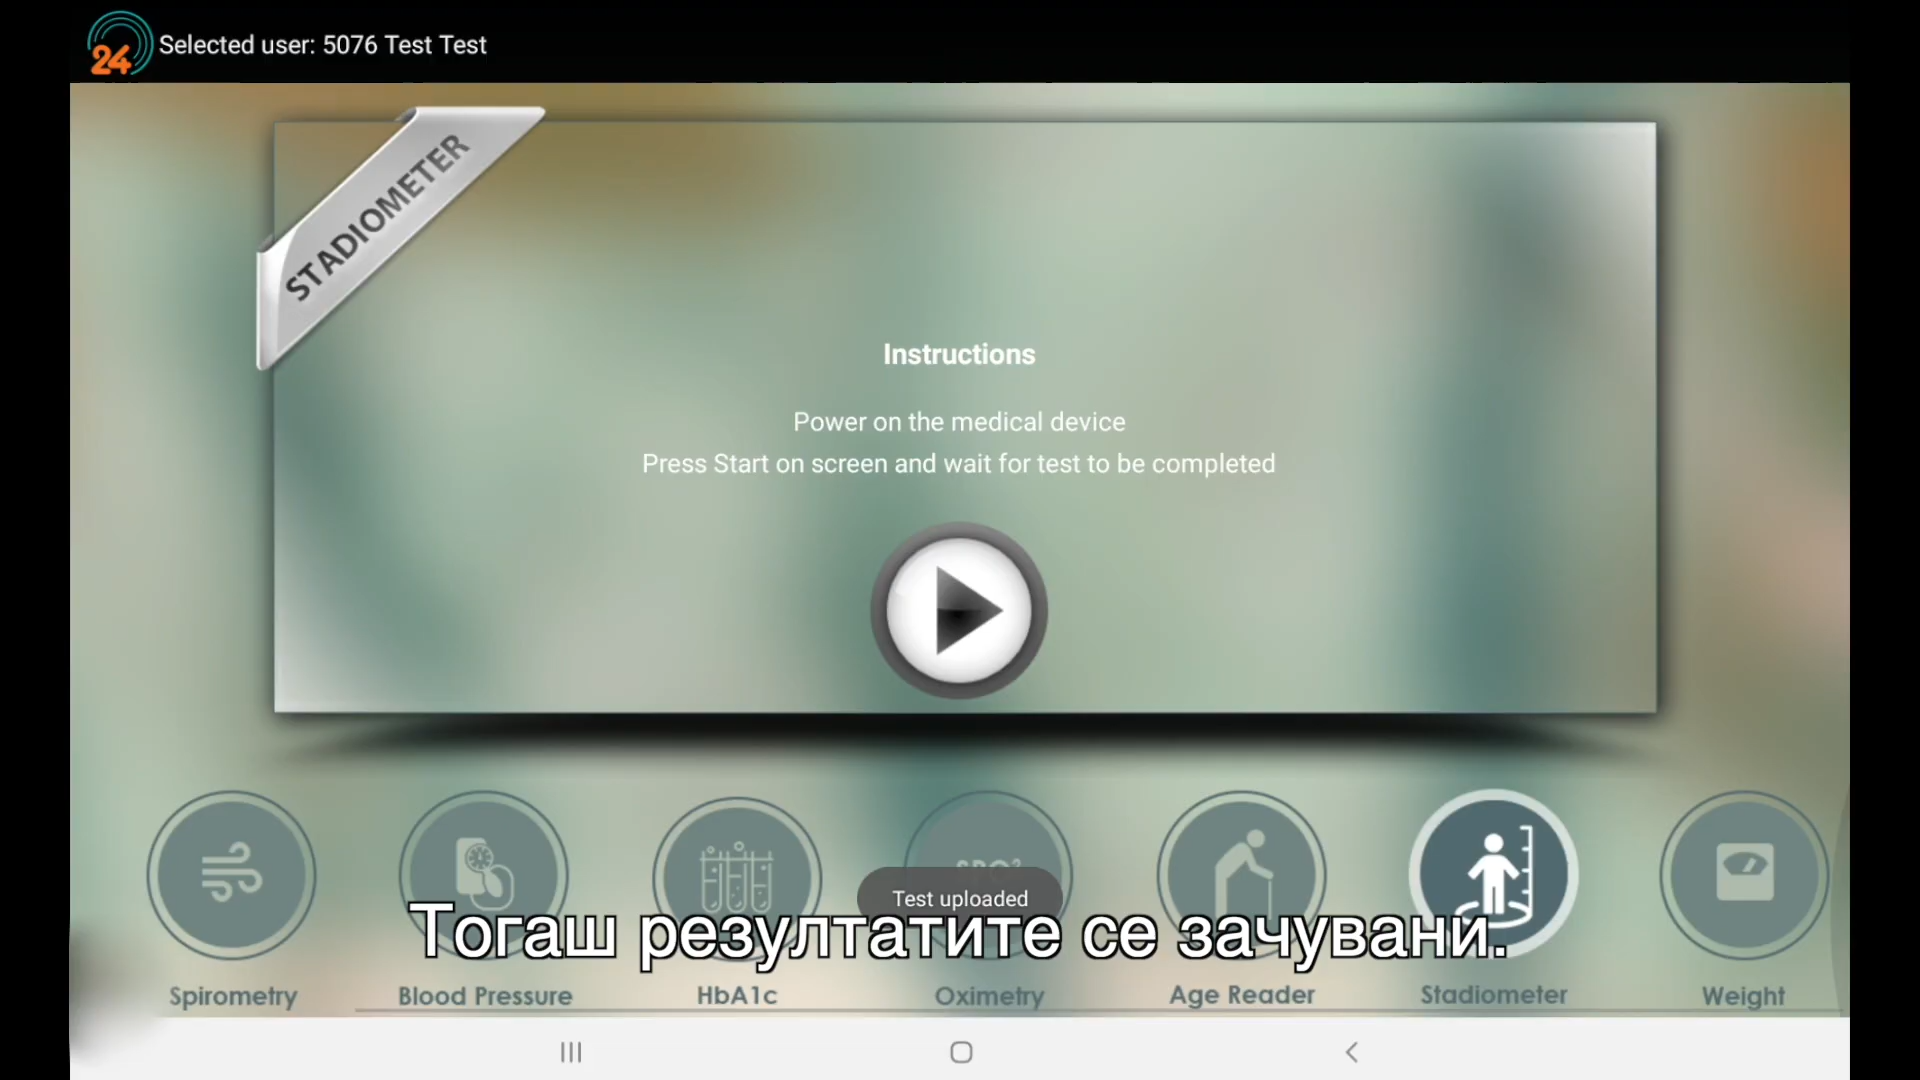 24
Selected user: 5076 Test Test
STADIOMETER
Instructions
Power on the medical device
Press Start on screen and wait for test to be completed
SPO²
Test uploaded
Тогаш резултатите се зачувани.
Spirometry
Blood Pressure
HbA1c
Oximetry
Age Reader
Stadiometer
Weight